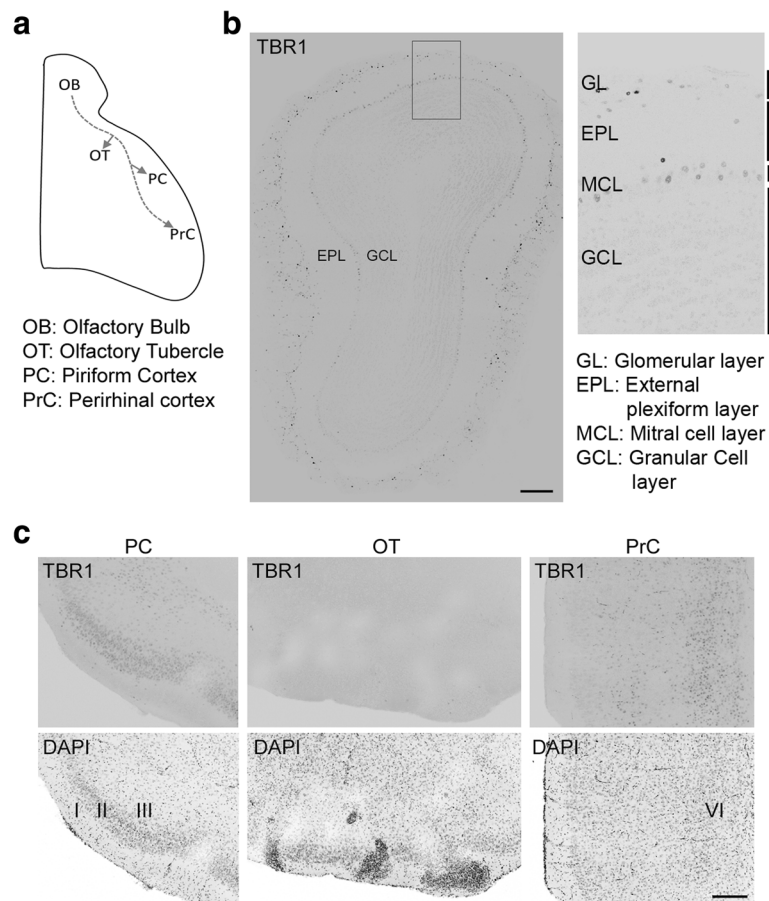 a
OB
OT
PC
PrC
OB: Olfactory Bulb
OT: Olfactory Tubercle
PC: Piriform Cortex
PrC: Perirhinal cortex
b
TBR1
EPL GCL
GL
EPL
MCL
GCL
GL: Glomerular layer
EPL: External
plexiform layer
MCL: Mitral cell layer
GCL: Granular Cell
layer
c
PC OT PrC
TBR1 TBR1 TBR1
DAPI DAPI DAPI
I II III VI